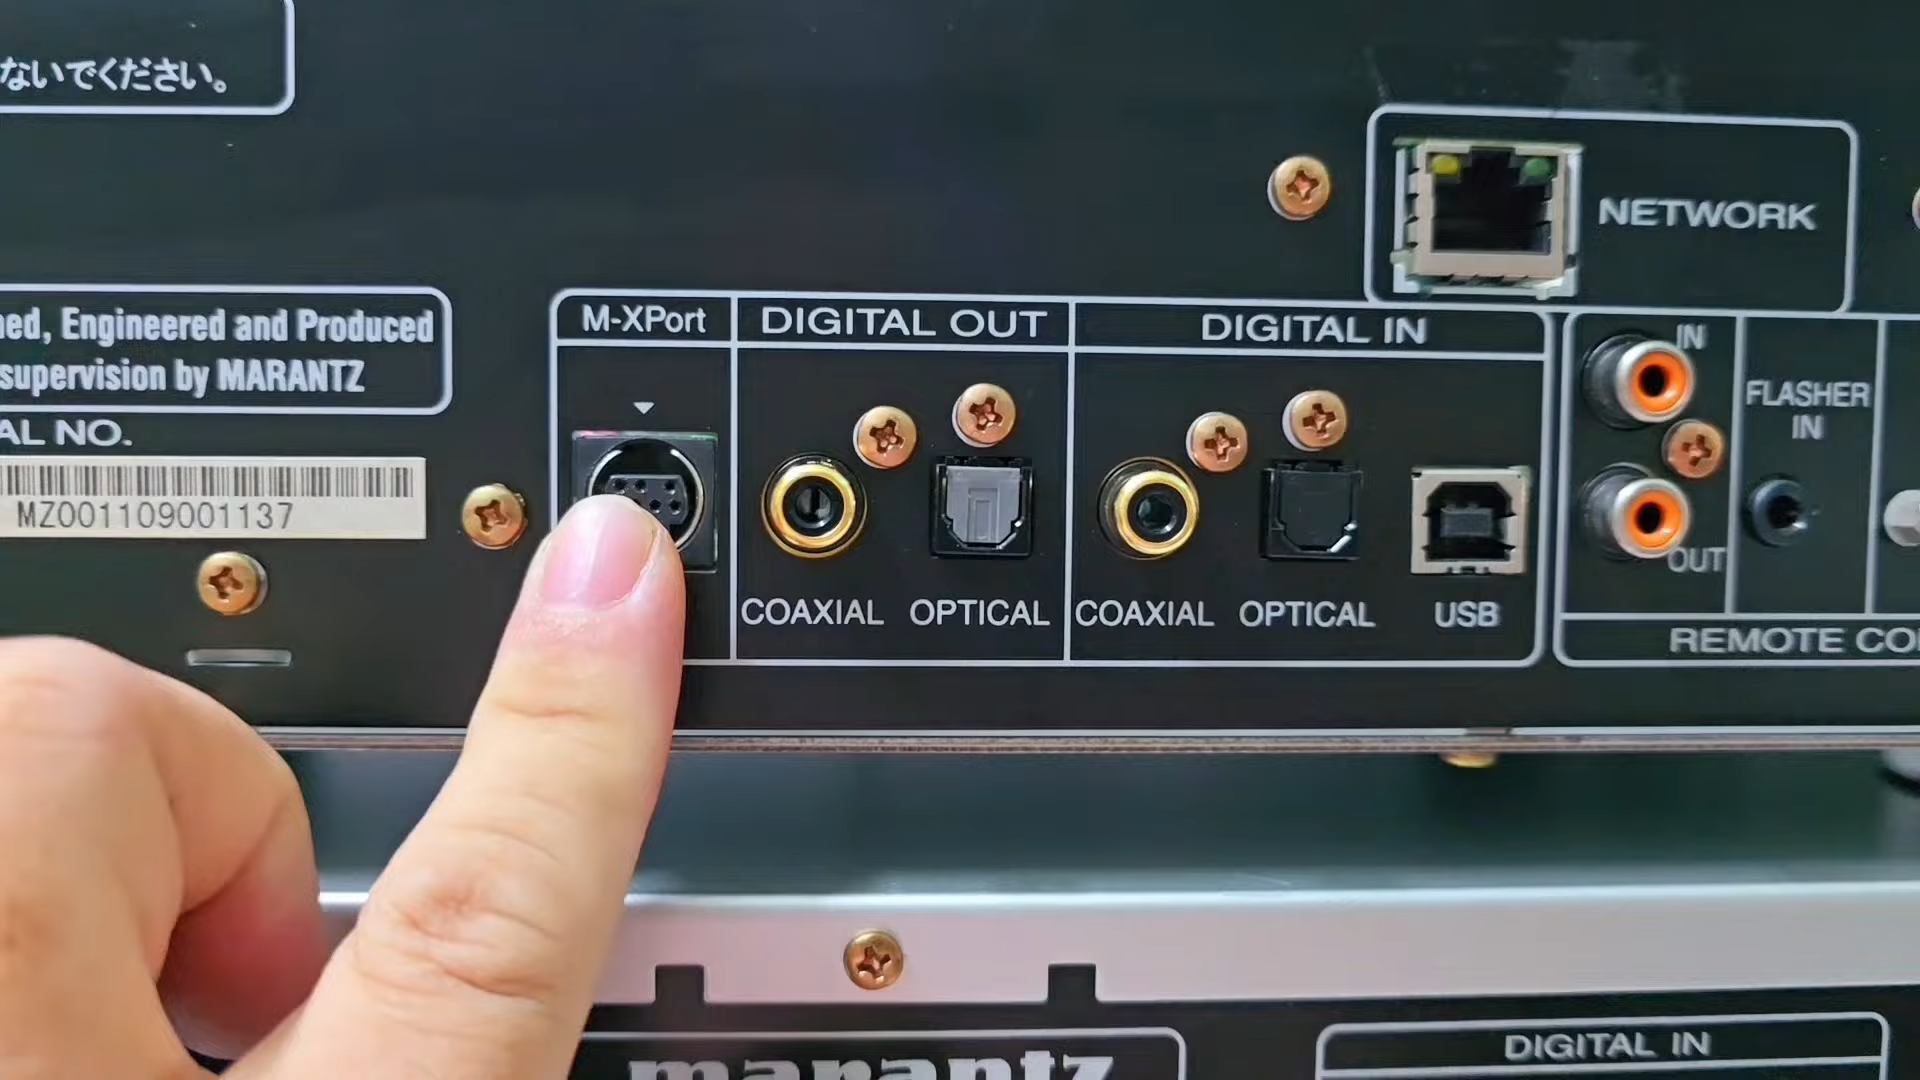 ないでください。
NETWORK
ned, Engineered and Produced
supervision by MARANTZ
AL NO.
MZ001109001137
M-XPort
DIGITAL OUT
DIGITAL IN
COAXIAL
OPTICAL
COAXIAL
OPTICAL
USB
IN
OUT
FLASHER
IN
REMOTE CO
marantz
DIGITAL IN